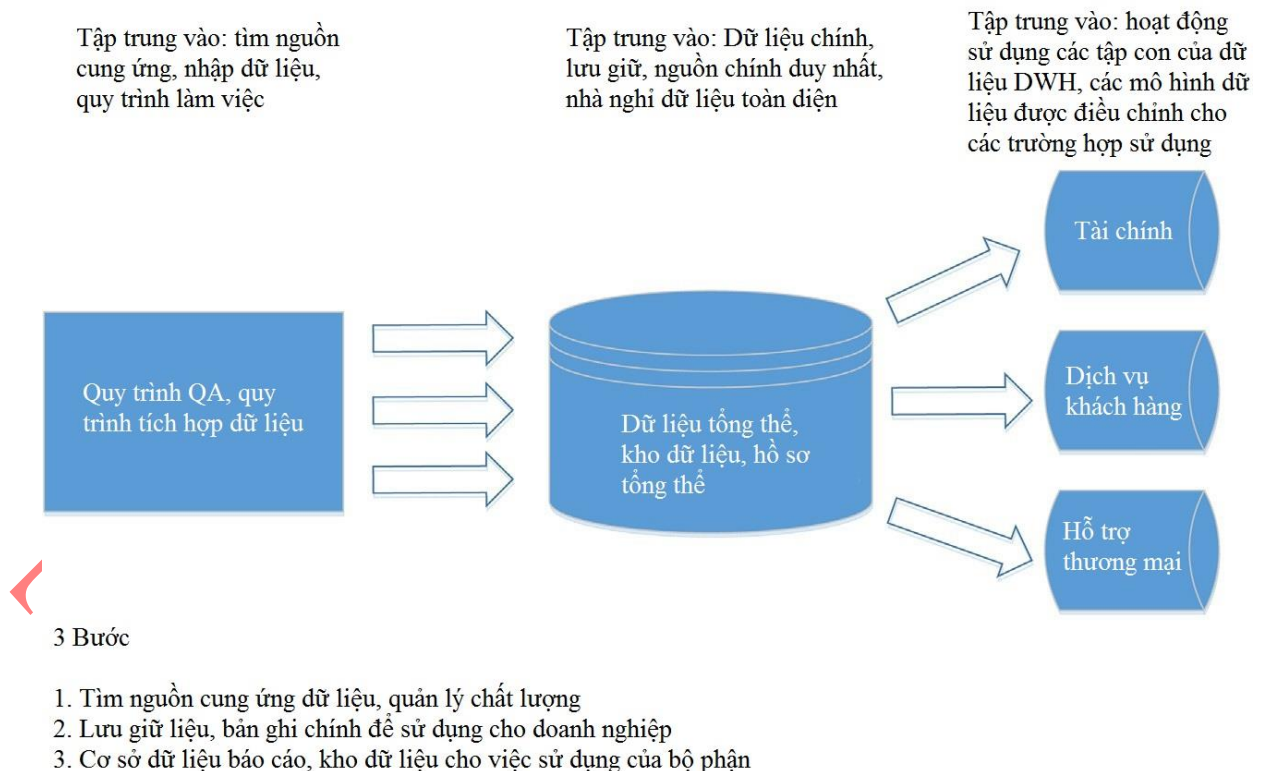 Tập trung vào: tìm nguồn
cung ứng, nhập dữ liệu,
quy trình làm việc
Tập trung vào: Dữ liệu chính,
lưu giữ, nguồn chính duy nhất,
nhà nghỉ dữ liệu toàn diện
Tập trung vào: hoạt động
sử dụng các tập con của dữ
liệu DWH, các mô hình dữ
liệu được điều chỉnh cho
các trường hợp sử dụng
Quy trình QA, quy
trình tích hợp dữ liệu
Dữ liệu tổng thể,
kho dữ liệu, hồ sơ
tổng thể
Tài chính
Dịch vụ
khách hàng
Hỗ trợ
thương mại
3 Bước
1. Tìm nguồn cung ứng dữ liệu, quản lý chất lượng
2. Lưu giữ liệu, bản ghi chính để sử dụng cho doanh nghiệp
3. Cơ sở dữ liệu báo cáo, kho dữ liệu cho việc sử dụng của bộ phận